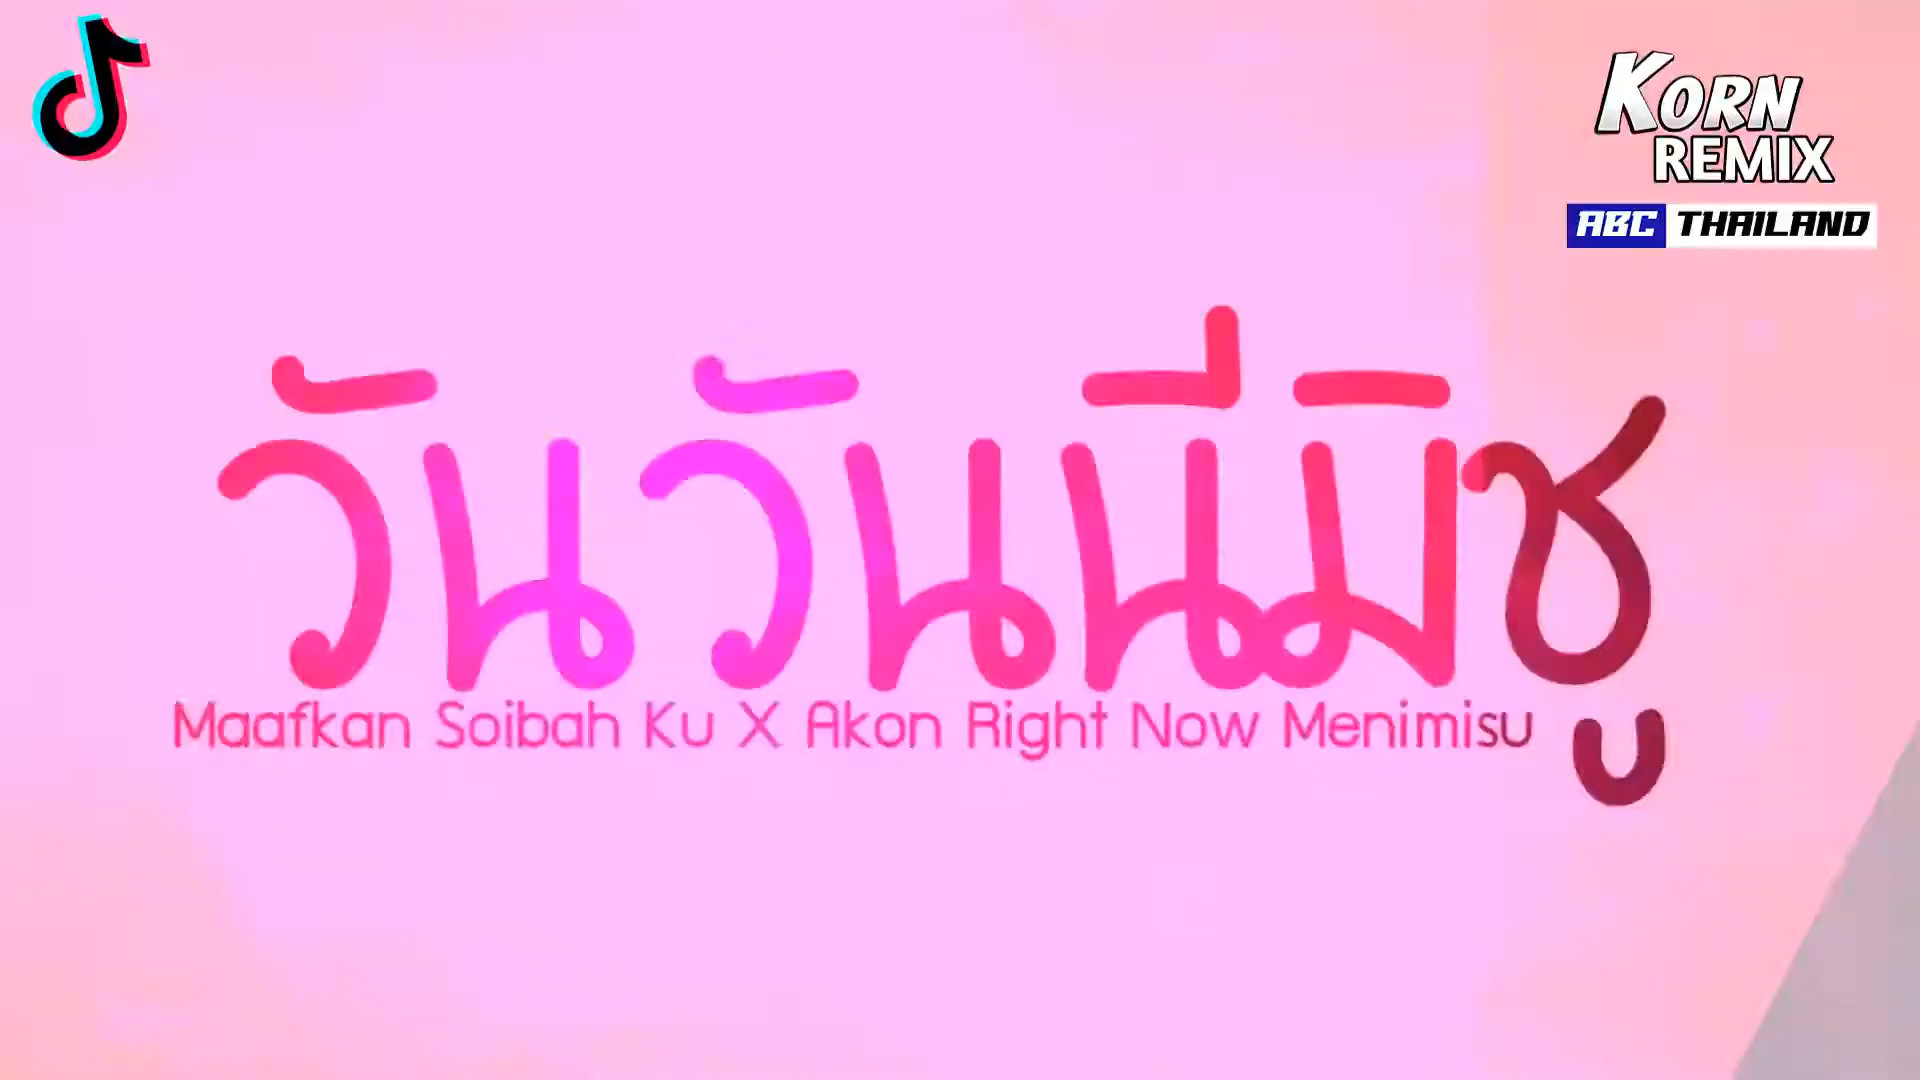 KORN
REMIX
ABC THAILAND
วันวันนี้มิชู
Maafkan Soibah Ku X Akon Right Now Menimisu